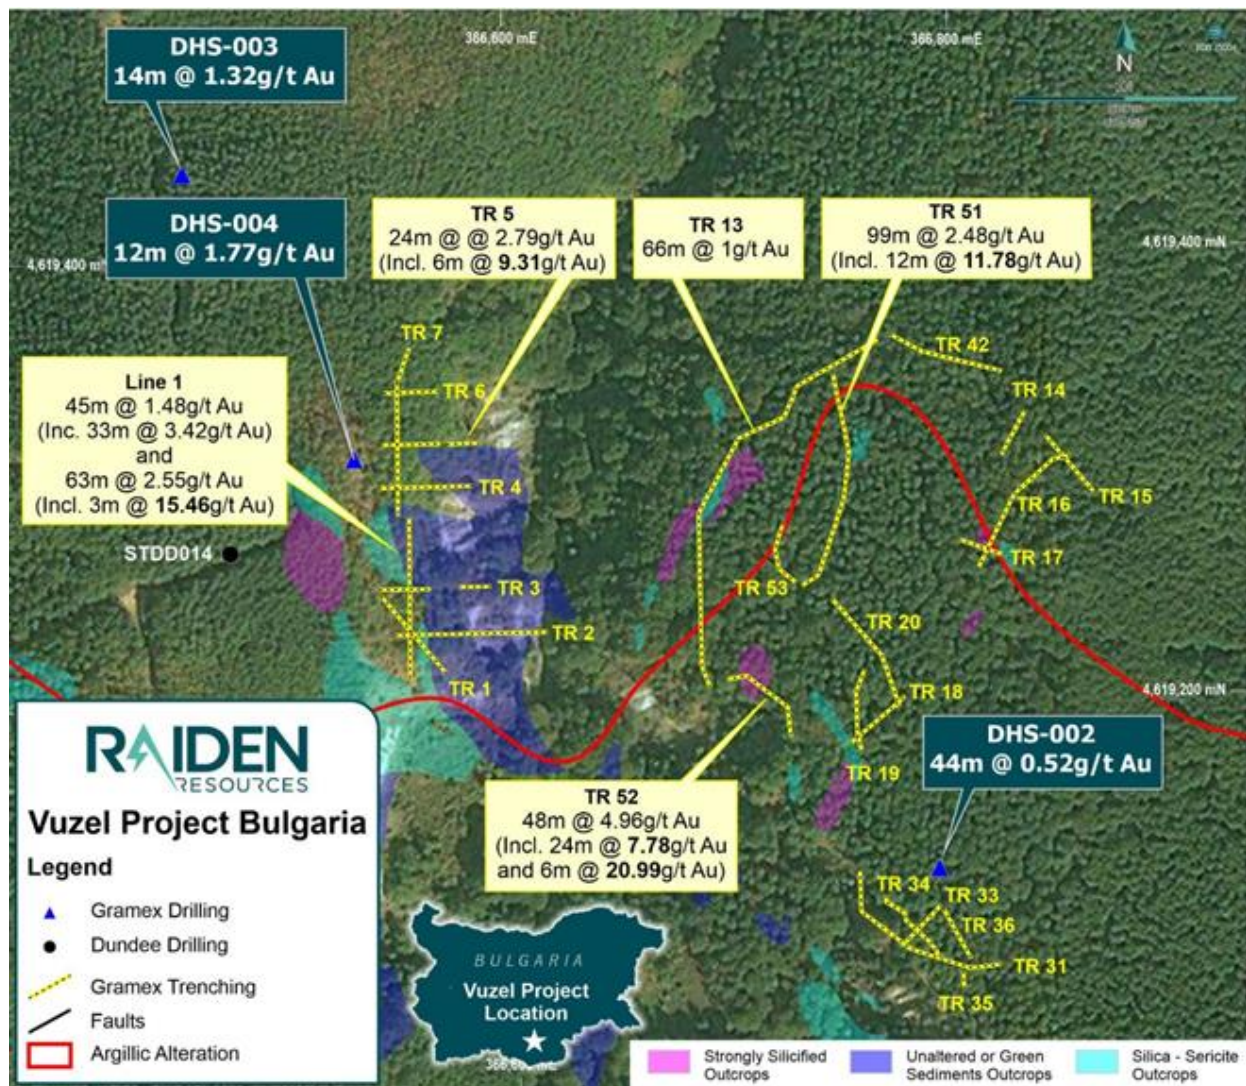 DHS-003
14m @ 1.32g/t Au
366,600 mE
366,800 mE
N
DHS-004
12m @ 1.77g/t Au
TR 5
24m @ @ 2.79g/t Au
(Incl. 6m @ 9.31g/t Au)
TR 13
66m @ 1g/t Au
TR 51
99m @ 2.48g/t Au
(Incl. 12m @ 11.78g/t Au)
4,619,400 mN
4,619,400 mN
TR 7
TR 6
TR 42
TR 14
Line 1
45m @ 1.48g/t Au
(Inc. 33m @ 3.42g/t Au)
and
63m @ 2.55g/t Au
(Incl. 3m @ 15.46g/t Au)
TR 4
TR 16
TR 15
STDD014
TR 17
TR 3
TR 53
TR 2
TR 20
TR 1
TR 18
4,619,200 mN
TR 19
DHS-002
44m @ 0.52g/t Au
TR 52
48m @ 4.96g/t Au
(Incl. 24m @ 7.78g/t Au
and 6m @ 20.99g/t Au)
TR 34
TR 33
TR 36
TR 31
TR 35
RAIDEN
RESOURCES
Vuzel Project Bulgaria
Legend
Gramex Drilling
Dundee Drilling
Gramex Trenching
Faults
Argillic Alteration
BULGARIA
Vuzel Project
Location
Strongly Silicified
Outcrops
Unaltered or Green
Sediments Outcrops
Silica - Sericite
Outcrops